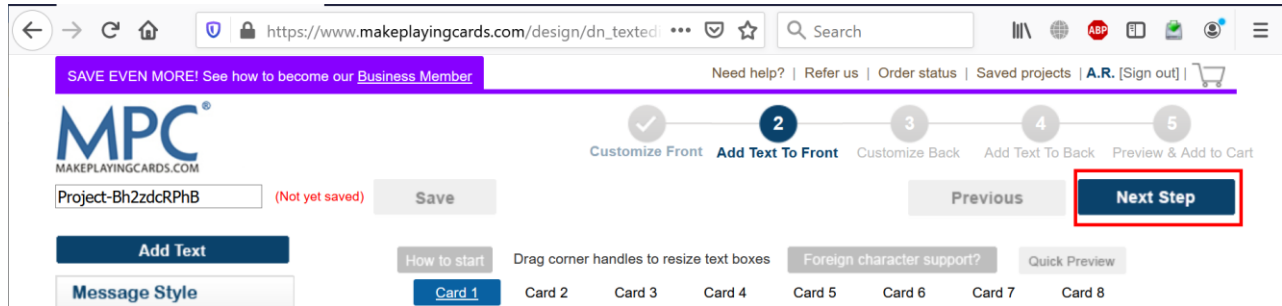 https://www.makeplayingcards.com/design/dn_texted
Search
ABP
SAVE EVEN MORE! See how to become our Business Member
Need help? | Refer us | Order status | Saved projects | A.R. [Sign out] |
MPC®
MAKEPLAYINGCARDS.COM
2 3 4 5
Customize Front Add Text To Front Customize Back Add Text To Back Preview & Add to Cart
Project-Bh2zdcRPhB (Not yet saved) Save Previous Next Step
Add Text
How to start Drag corner handles to resize text boxes Foreign character support? Quick Preview
Message Style
Card 1 Card 2 Card 3 Card 4 Card 5 Card 6 Card 7 Card 8